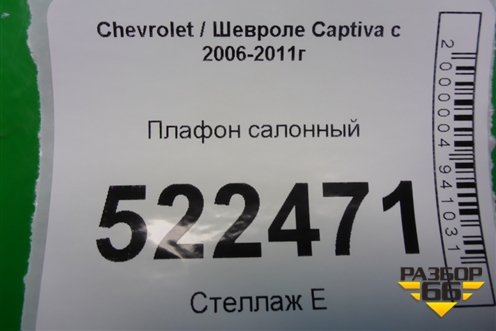 Chevrolet / Шевроле Captiva с
2006-2011г
Плафон салонный
522471
Стеллаж Е
2000004941031
РАЗБОР
66